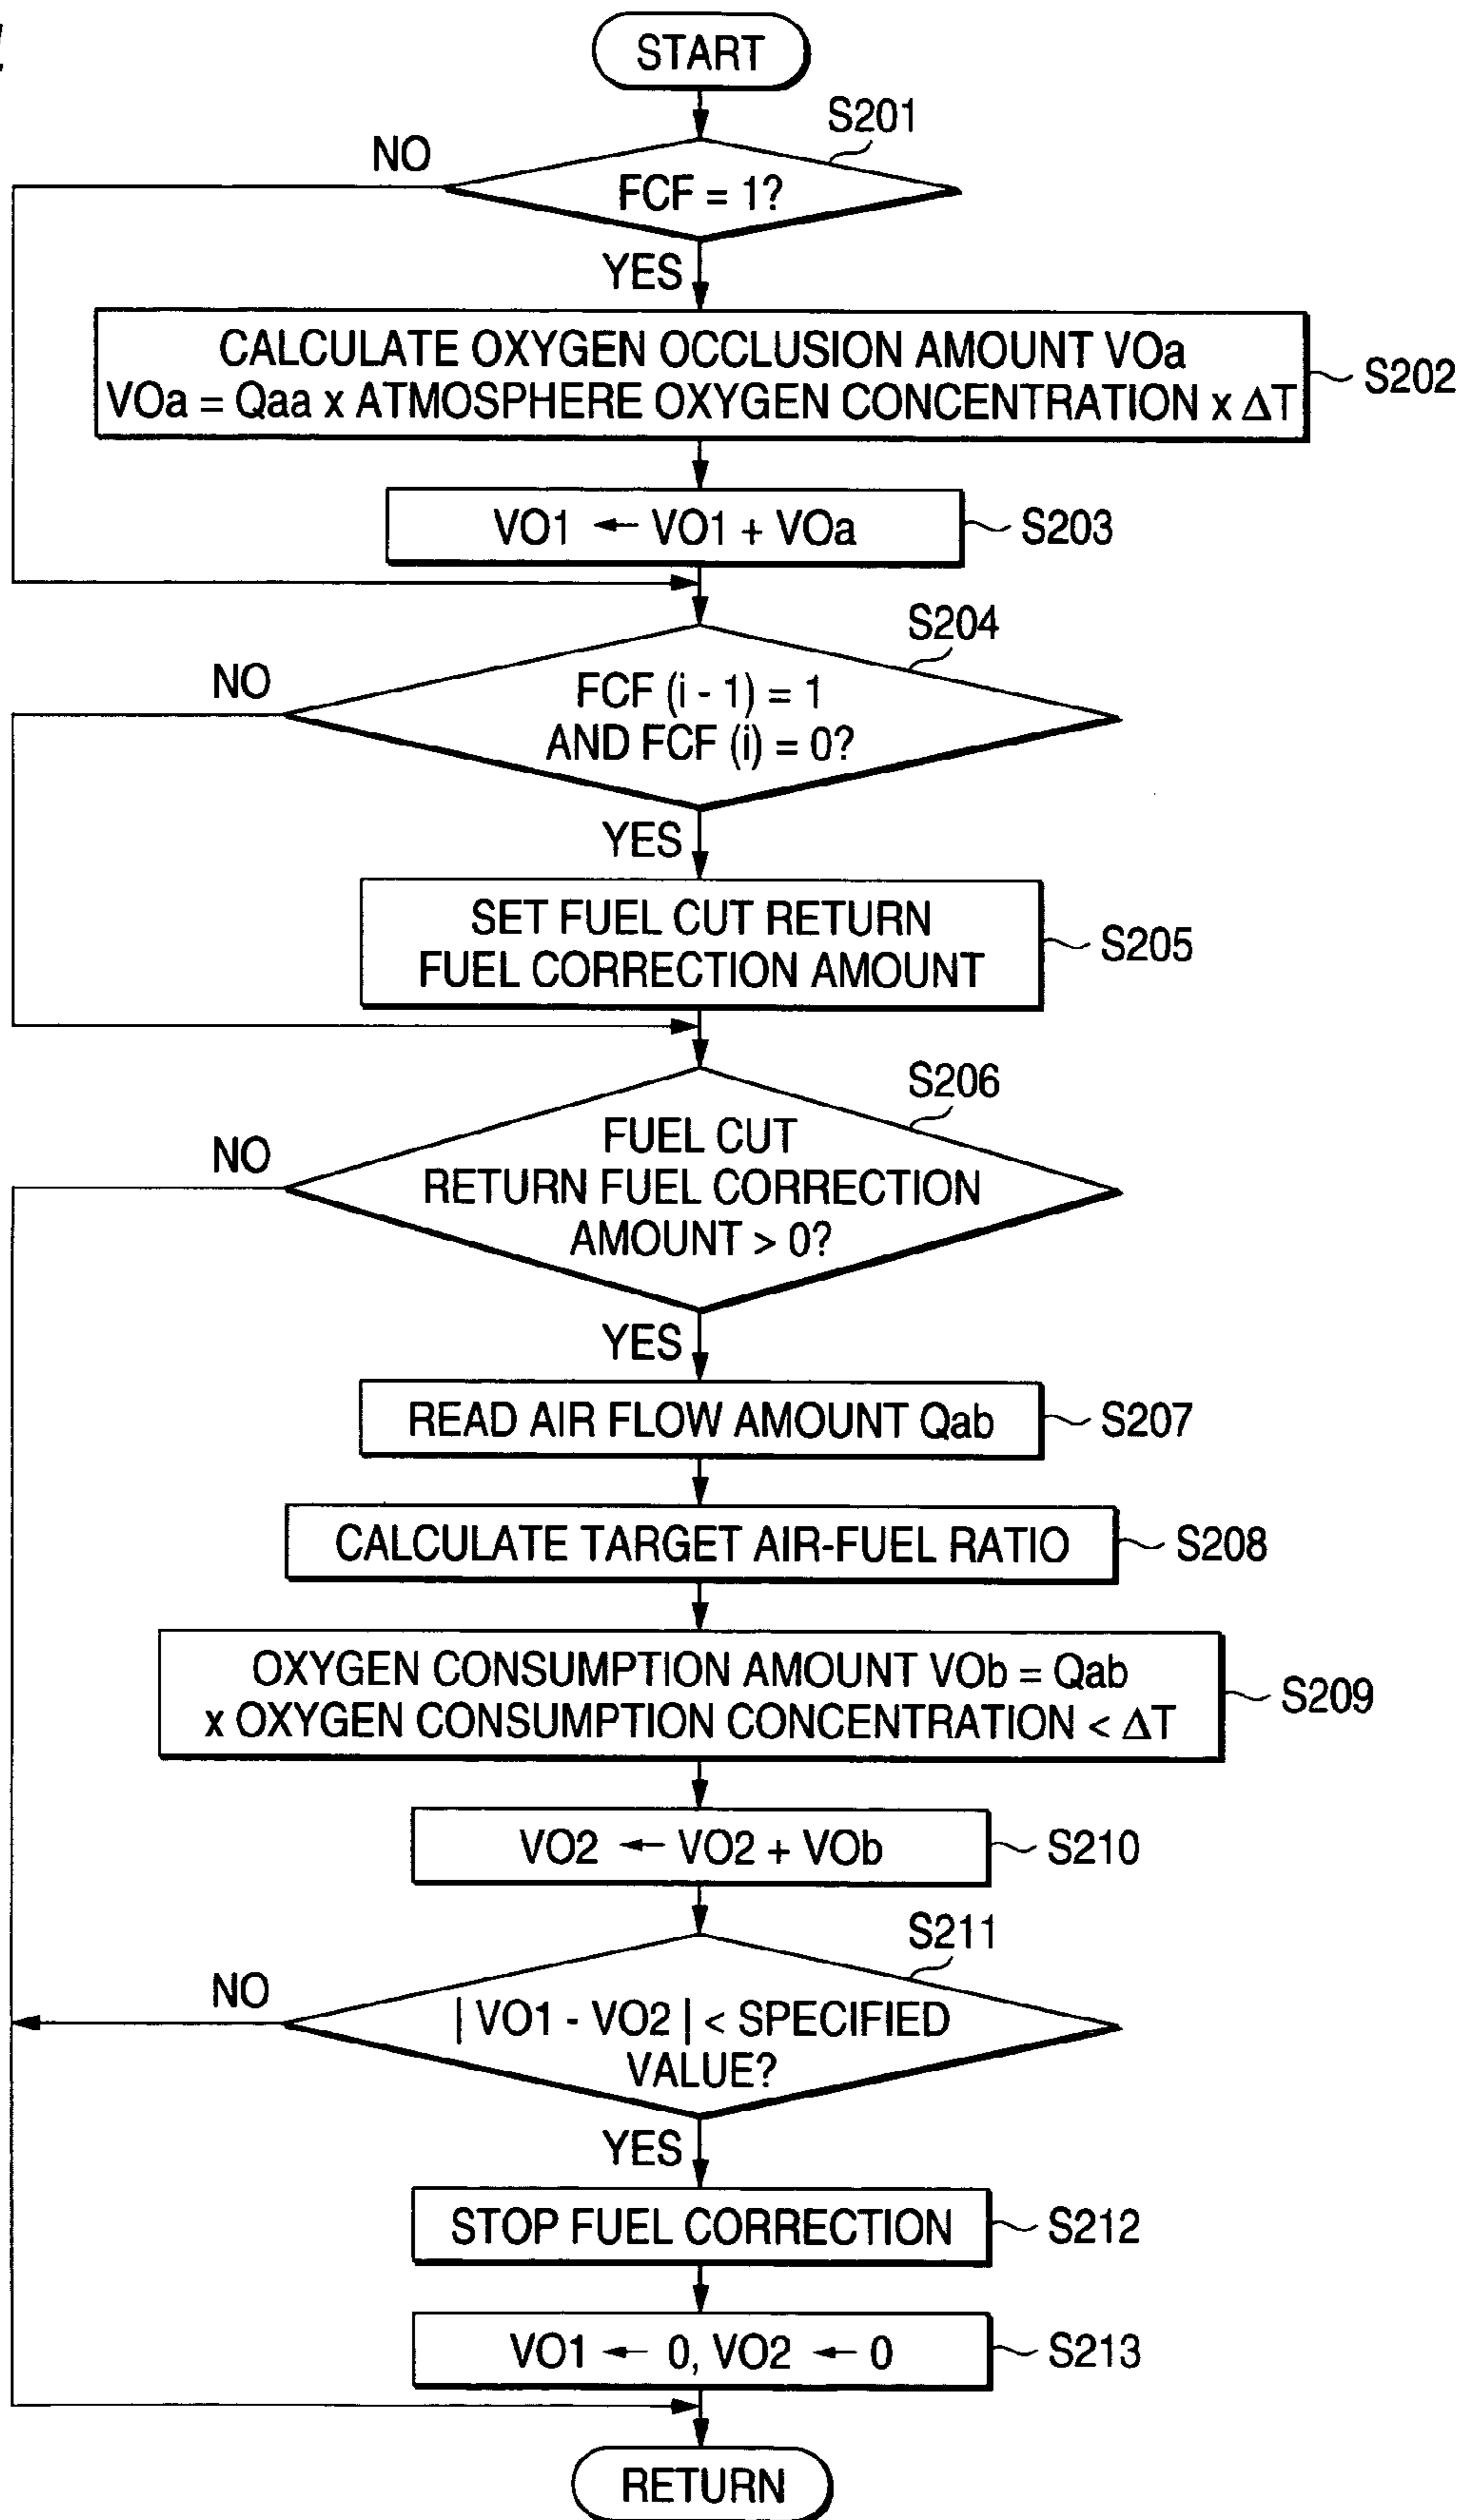 START
S201
NO
FCF = 1?
YES
CALCULATE OXYGEN OCCLUSION AMOUNT VOa
VOa = Qaa x ATMOSPHERE OXYGEN CONCENTRATION x ΔT
S202
VO1 ← VO1 + VOa
S203
S204
NO
FCF (i - 1) = 1
AND FCF (i) = 0?
YES
SET FUEL CUT RETURN
FUEL CORRECTION AMOUNT
S205
S206
NO
FUEL CUT
RETURN FUEL CORRECTION
AMOUNT > 0?
YES
READ AIR FLOW AMOUNT Qab
S207
CALCULATE TARGET AIR-FUEL RATIO
S208
OXYGEN CONSUMPTION AMOUNT VOb = Qab
x OXYGEN CONSUMPTION CONCENTRATION < ΔT
S209
VO2 ← VO2 + VOb
S210
S211
NO
| VO1 - VO2 | < SPECIFIED
VALUE?
YES
STOP FUEL CORRECTION
S212
VO1 ← 0, VO2 ← 0
S213
RETURN